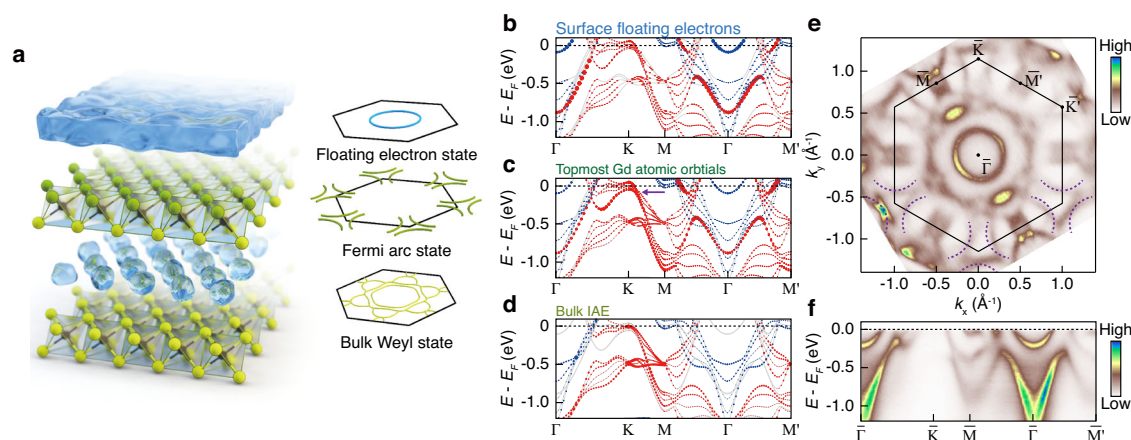 a
Floating electron state
Fermi arc state
Bulk Weyl state
b
Surface floating electrons
E - E_F (eV)
0
-0.5
-1.0
Γ K M Γ M'
c
Topmost Gd atomic orbtials
E - E_F (eV)
0
-0.5
-1.0
Γ K M Γ M'
d
Bulk IAE
E - E_F (eV)
0
-0.5
-1.0
Γ K M Γ M'
e
k_y (Å⁻¹)
1.0
0.5
0.0
-0.5
-1.0
K̅
M̅ M̅'
K̅'
Γ̅
-1.0 -0.5 0.0 0.5 1.0
k_x (Å⁻¹)
High
Low
f
E - E_F (eV)
0.0
-0.5
-1.0
Γ̅ K̅ M̅ Γ̅ M̅'
High
Low